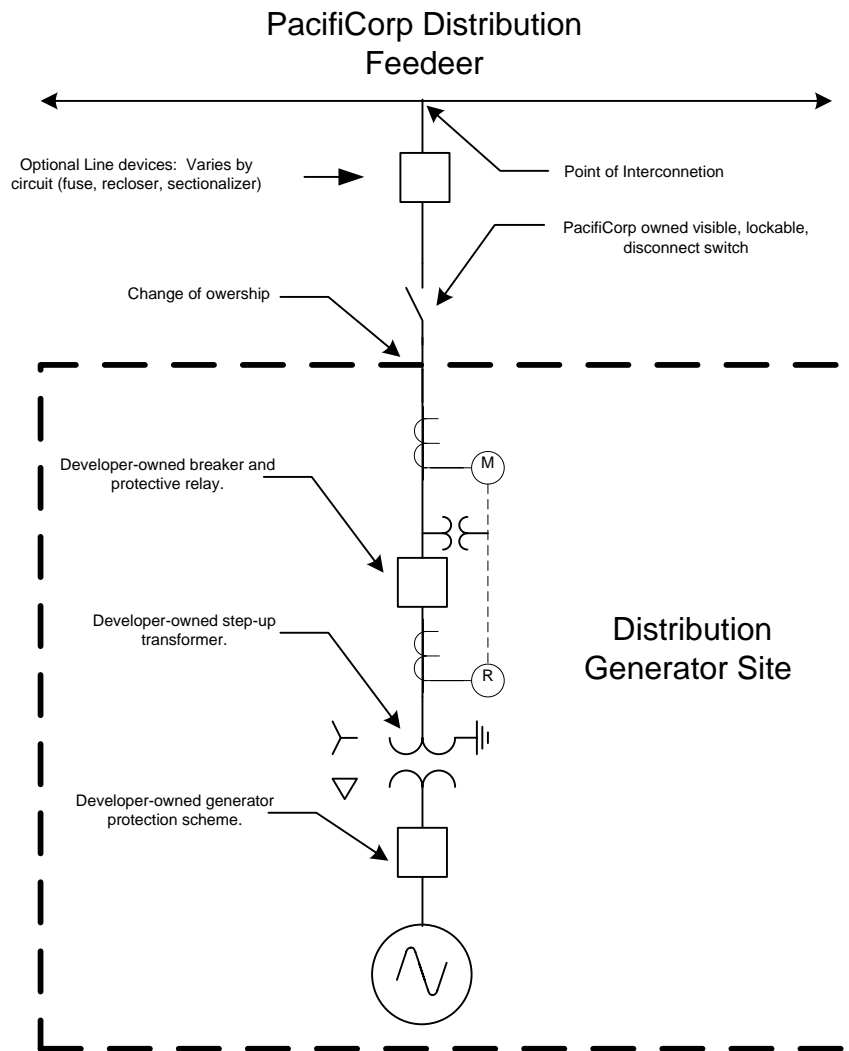 PacifiCorp Distribution
Feedeer
Optional Line devices: Varies by
circuit (fuse, recloser, sectionalizer)
Point of Interconnetion
PacifiCorp owned visible, lockable,
disconnect switch
Change of owership
M
Developer-owned breaker and
protective relay.
Developer-owned step-up
transformer.
Distribution
Generator Site
R
Developer-owned generator
protection scheme.